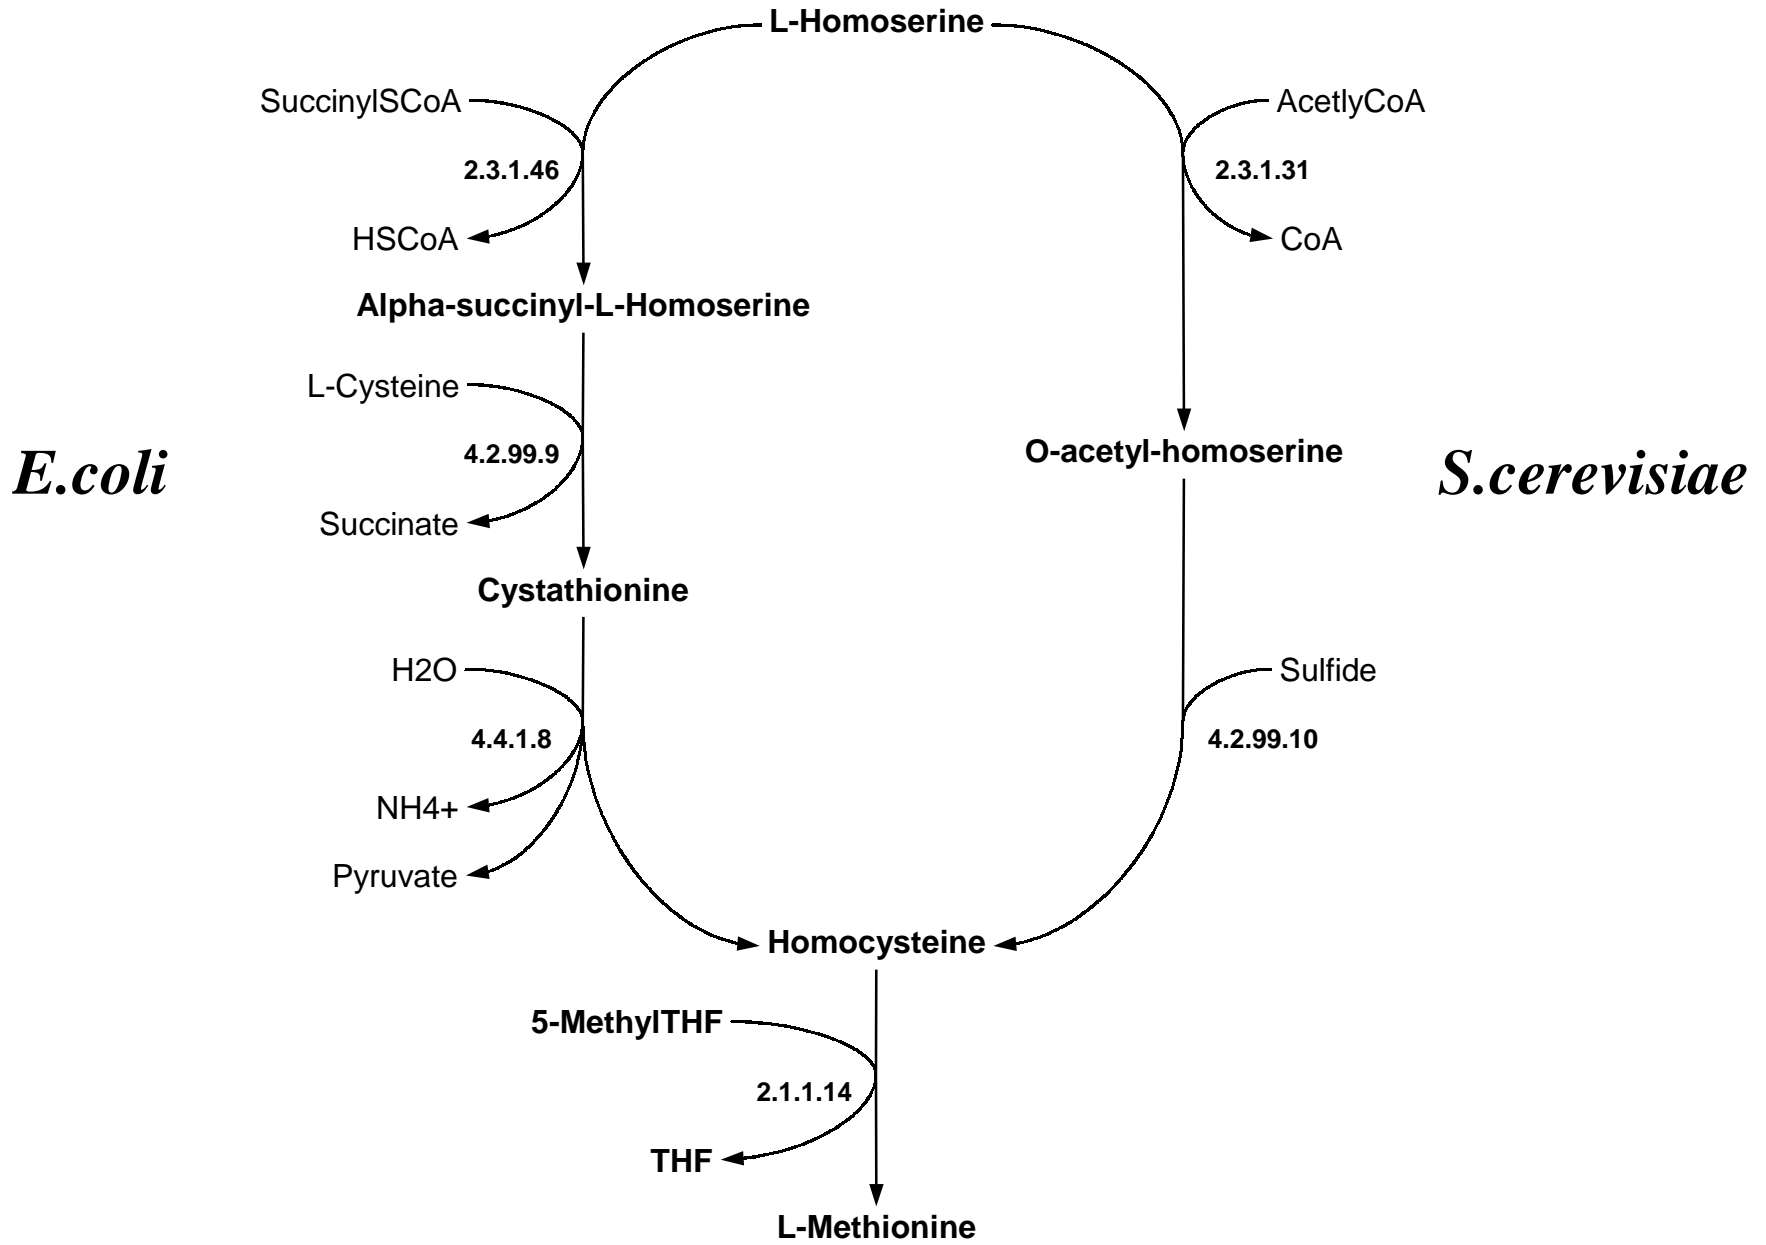 L-Homoserine
SuccinylSCoA
AcetlyCoA
2.3.1.46
2.3.1.31
HSCoA
CoA
Alpha-succinyl-L-Homoserine
L-Cysteine
4.2.99.9
O-acetyl-homoserine
E.coli
S.cerevisiae
Succinate
Cystathionine
H2O
Sulfide
4.4.1.8
4.2.99.10
NH4+
Pyruvate
Homocysteine
5-MethylTHF
2.1.1.14
THF
L-Methionine